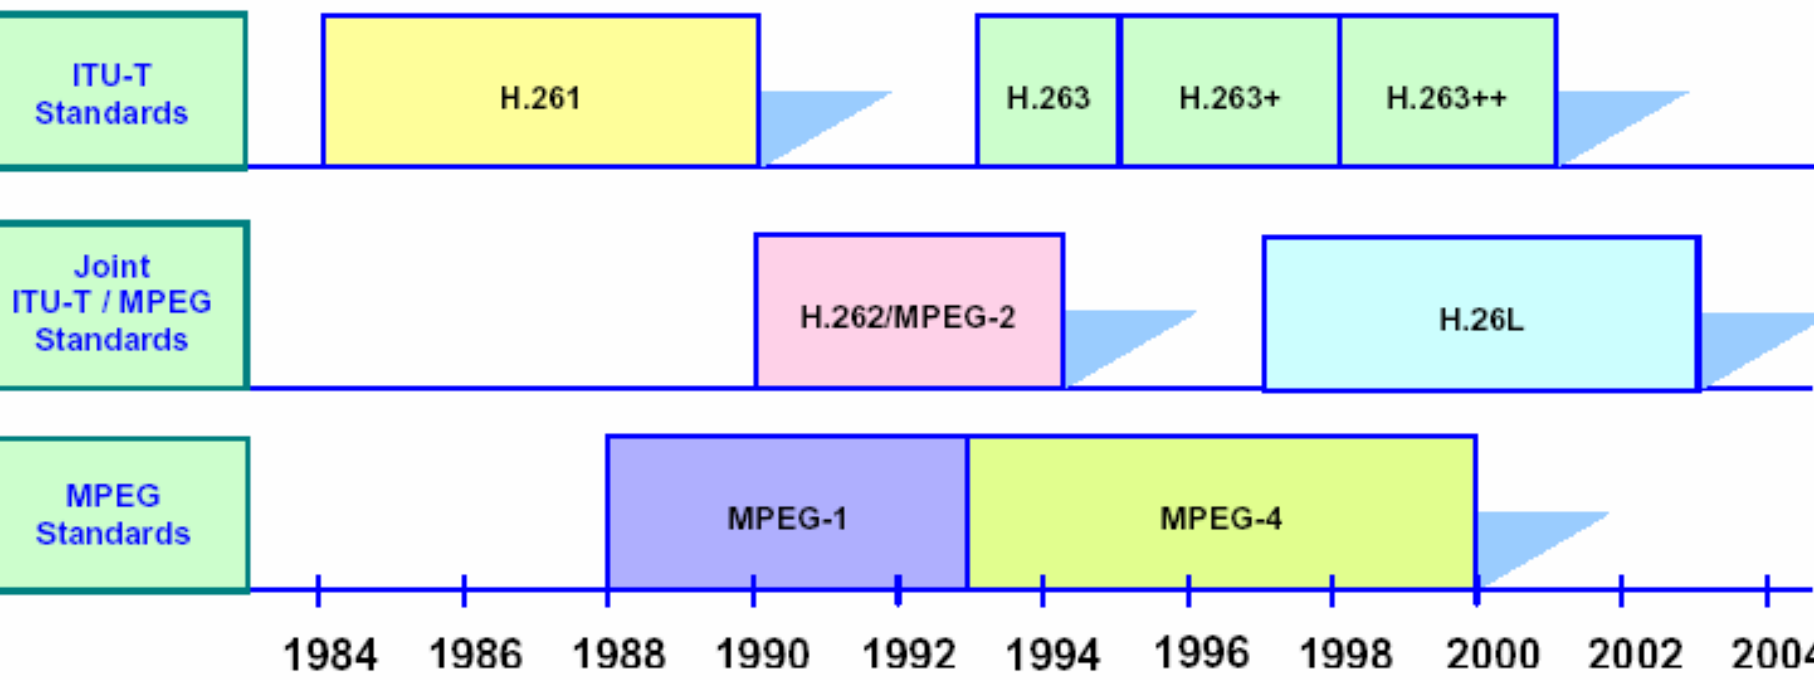 ITU-T
Standards
H.261
H.263
H.263+
H.263++
Joint
ITU-T / MPEG
Standards
H.262/MPEG-2
H.26L
MPEG
Standards
MPEG-1
MPEG-4
1984 1986 1988 1990 1992 1994 1996 1998 2000 2002 2004